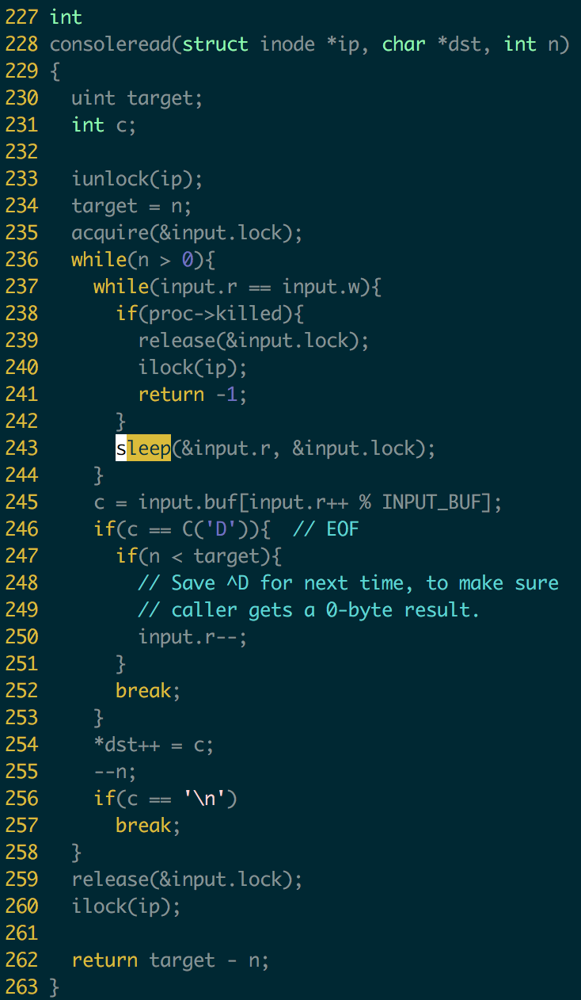 227 int
228 consoleread(struct inode *ip, char *dst, int n)
229 {
230   uint target;
231   int c;
232
233   iunlock(ip);
234   target = n;
235   acquire(&input.lock);
236   while(n > 0){
237     while(input.r == input.w){
238       if(proc->killed){
239         release(&input.lock);
240         ilock(ip);
241         return -1;
242       }
243       sleep(&input.r, &input.lock);
244     }
245     c = input.buf[input.r++ % INPUT_BUF];
246     if(c == C('D')){  // EOF
247       if(n < target){
248         // Save ^D for next time, to make sure
249         // caller gets a 0-byte result.
250         input.r--;
251       }
252       break;
253     }
254     *dst++ = c;
255     --n;
256     if(c == '\n')
257       break;
258   }
259   release(&input.lock);
260   ilock(ip);
261
262   return target - n;
263 }